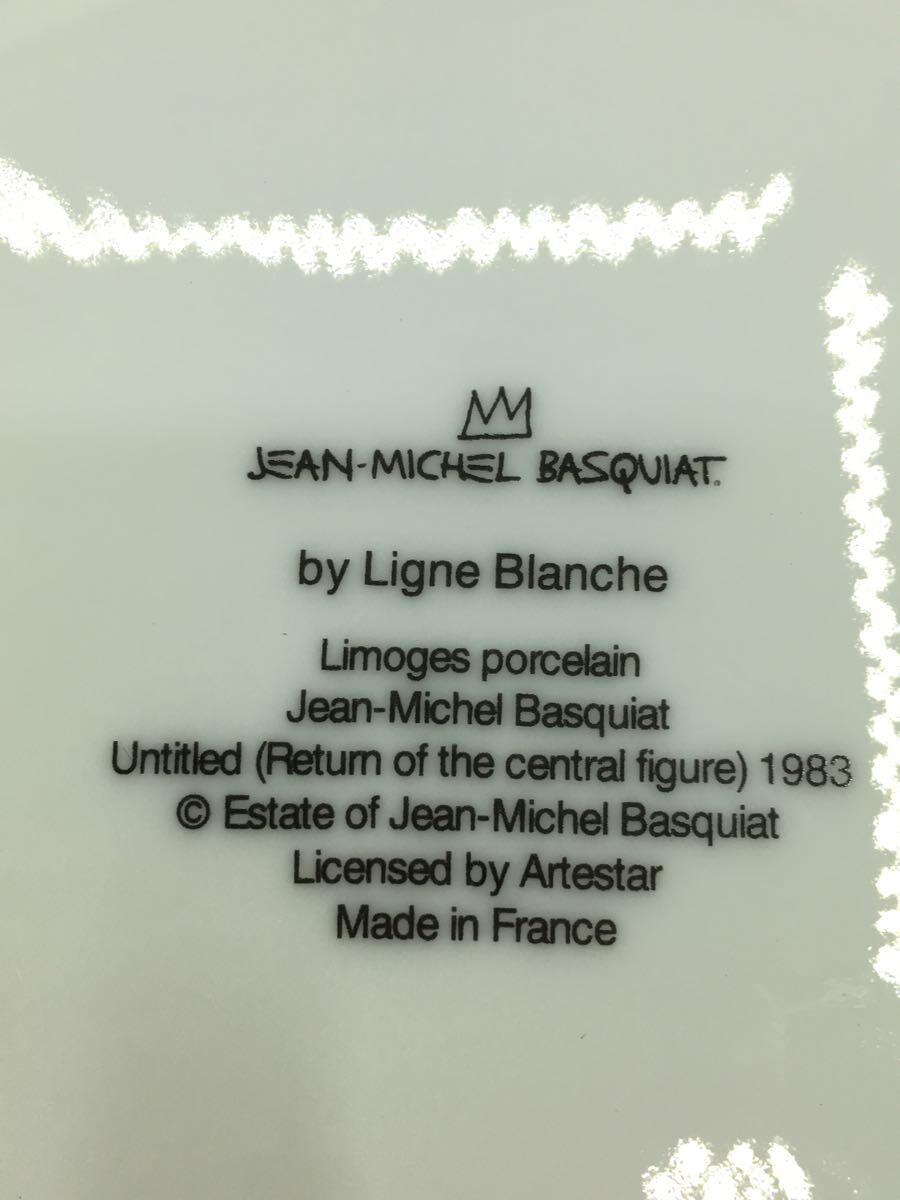 JEAN-MICHEL BASQUIAT.
by Ligne Blanche
Limoges porcelain
Jean-Michel Basquiat
Untitled (Return of the central figure) 1983
© Estate of Jean-Michel Basquiat
Licensed by Artestar
Made in France